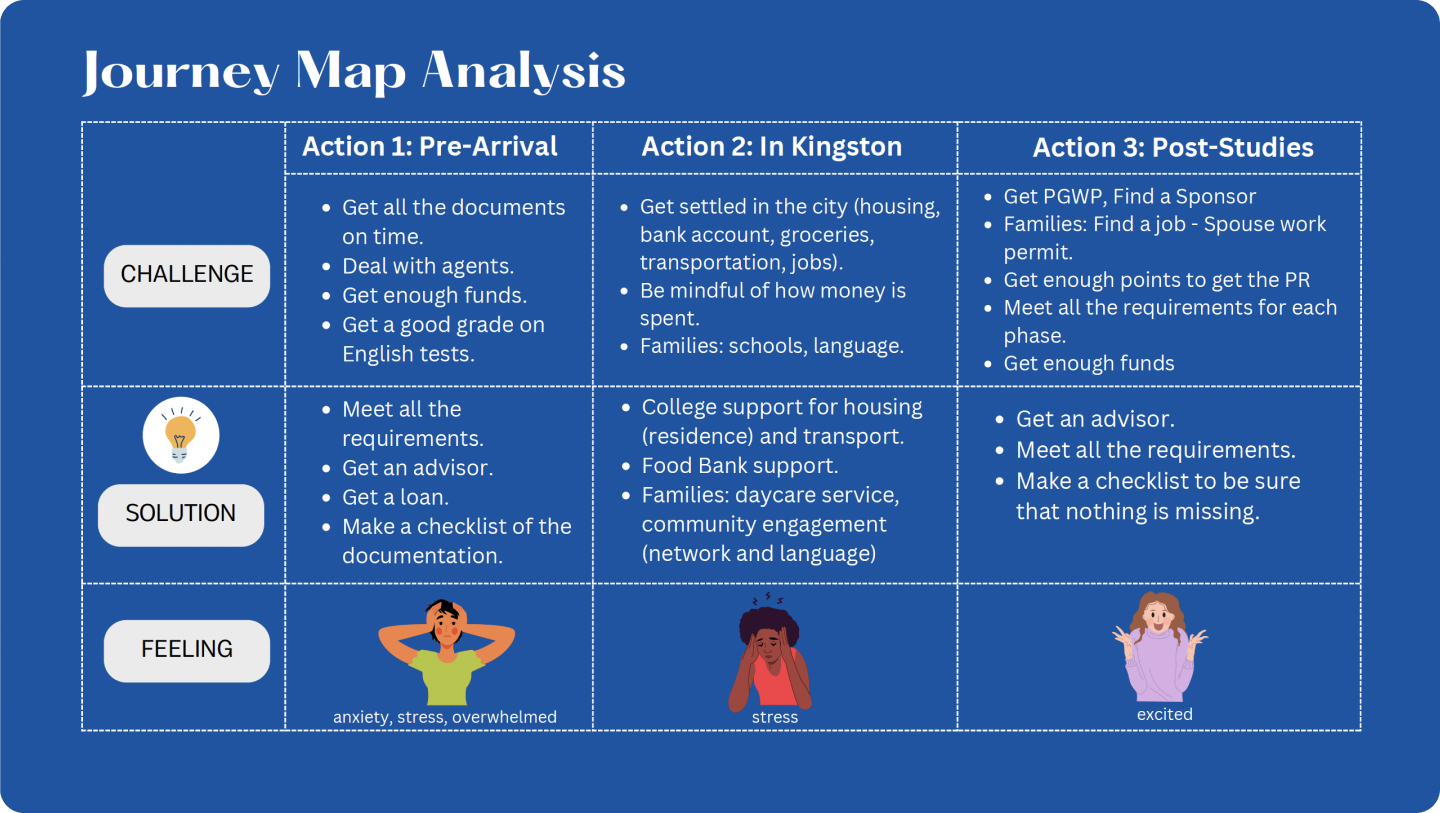 Journey Map Analysis
Action 1: Pre-Arrival
Action 2: In Kingston
Action 3: Post-Studies
CHALLENGE
• Get all the documents
on time.
• Deal with agents.
• Get enough funds.
• Get a good grade on
English tests.
• Get settled in the city (housing,
bank account, groceries,
transportation, jobs).
• Be mindful of how money is
spent.
• Families: schools, language.
• Get PGWP, Find a Sponsor
• Families: Find a job - Spouse work
permit.
• Get enough points to get the PR
• Meet all the requirements for each
phase.
• Get enough funds
SOLUTION
• Meet all the
requirements.
• Get an advisor.
• Get a loan.
• Make a checklist of the
documentation.
• College support for housing
(residence) and transport.
• Food Bank support.
• Families: daycare service,
community engagement
(network and language)
• Get an advisor.
• Meet all the requirements.
• Make a checklist to be sure
that nothing is missing.
FEELING
anxiety, stress, overwhelmed
stress
excited